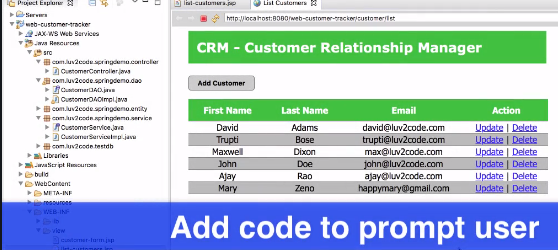 Project Explorer
Servers
web-customer-tracker
JAX-WS Web Services
Java Resources
src
com.luv2code.springdemo.controller
CustomerController.java
com.luv2code.springdemo.dao
CustomerDAO.java
CustomerDAOImpl.java
com.luv2code.springdemo.entity
com.luv2code.springdemo.service
CustomerService.java
CustomerServiceImpl.java
com.luv2code.testdb
Libraries
JavaScript Resources
build
WebContent
META-INF
resources
WEB-INF
lib
view
customer-form.jsp
list-customers.jsp
list-customers.jsp List Customers
http://localhost:8080/web-customer-tracker/customer/list
CRM - Customer Relationship Manager
Add Customer
First Name Last Name Email Action
David Adams david@luv2code.com Update | Delete
Trupti Bose trupti@luv2code.com Update | Delete
Maxwell Dixon max@luv2code.com Update | Delete
John Doe john@luv2code.com Update | Delete
Ajay Rao ajay@luv2code.com Update | Delete
Mary Zeno happymary@gmail.com Update | Delete
Add code to prompt user